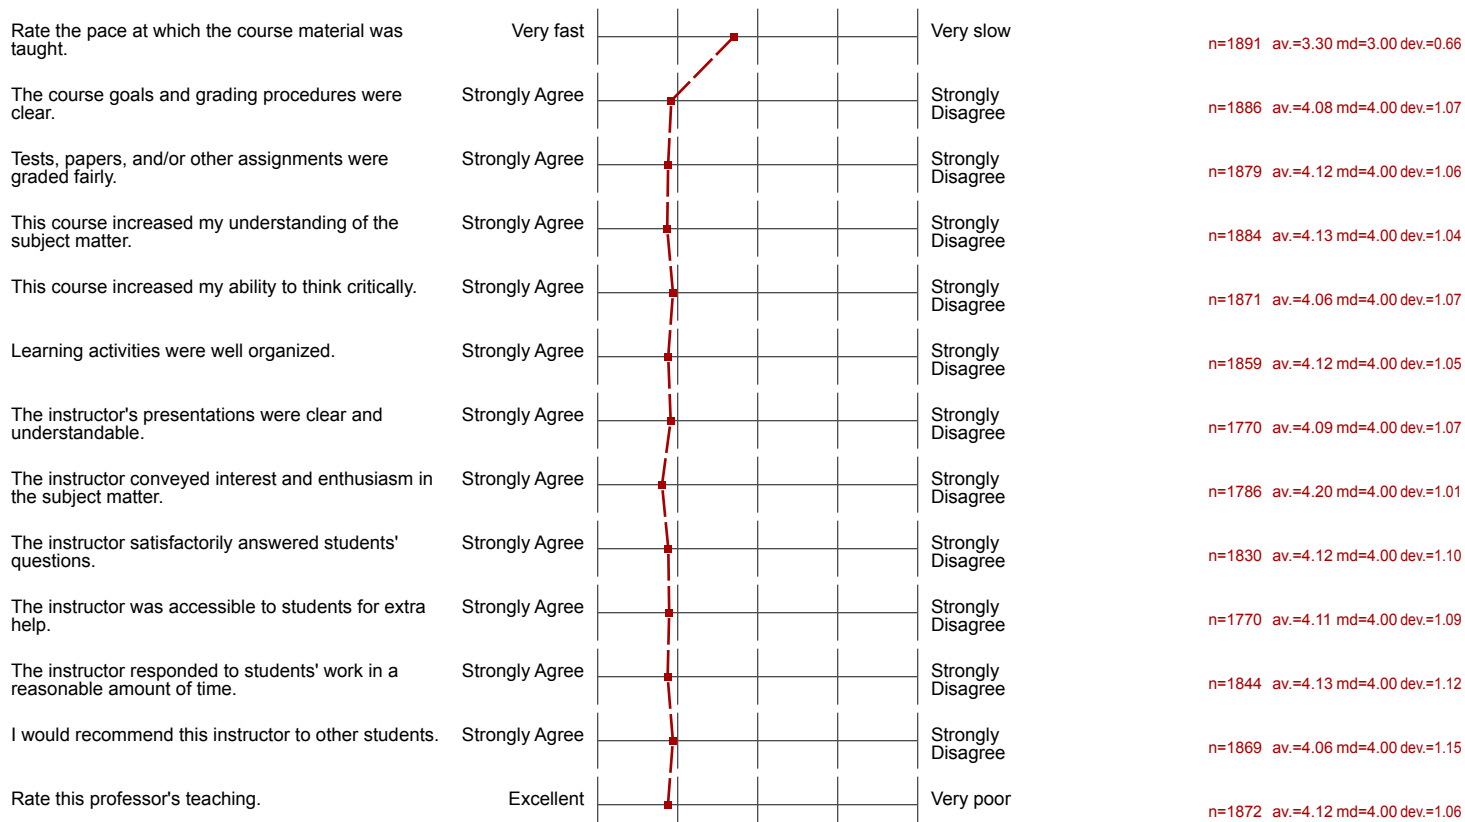 Rate the pace at which the course material was
taught.
Very fast
Very slow
n=1891 av.=3.30 md=3.00 dev.=0.66
The course goals and grading procedures were
clear.
Strongly Agree
Strongly
Disagree
n=1886 av.=4.08 md=4.00 dev.=1.07
Tests, papers, and/or other assignments were
graded fairly.
Strongly Agree
Strongly
Disagree
n=1879 av.=4.12 md=4.00 dev.=1.06
This course increased my understanding of the
subject matter.
Strongly Agree
Strongly
Disagree
n=1884 av.=4.13 md=4.00 dev.=1.04
This course increased my ability to think critically.
Strongly Agree
Strongly
Disagree
n=1871 av.=4.06 md=4.00 dev.=1.07
Learning activities were well organized.
Strongly Agree
Strongly
Disagree
n=1859 av.=4.12 md=4.00 dev.=1.05
The instructor's presentations were clear and
understandable.
Strongly Agree
Strongly
Disagree
n=1770 av.=4.09 md=4.00 dev.=1.07
The instructor conveyed interest and enthusiasm in
the subject matter.
Strongly Agree
Strongly
Disagree
n=1786 av.=4.20 md=4.00 dev.=1.01
The instructor satisfactorily answered students'
questions.
Strongly Agree
Strongly
Disagree
n=1830 av.=4.12 md=4.00 dev.=1.10
The instructor was accessible to students for extra
help.
Strongly Agree
Strongly
Disagree
n=1770 av.=4.11 md=4.00 dev.=1.09
The instructor responded to students' work in a
reasonable amount of time.
Strongly Agree
Strongly
Disagree
n=1844 av.=4.13 md=4.00 dev.=1.12
I would recommend this instructor to other students.
Strongly Agree
Strongly
Disagree
n=1869 av.=4.06 md=4.00 dev.=1.15
Rate this professor's teaching.
Excellent
Very poor
n=1872 av.=4.12 md=4.00 dev.=1.06